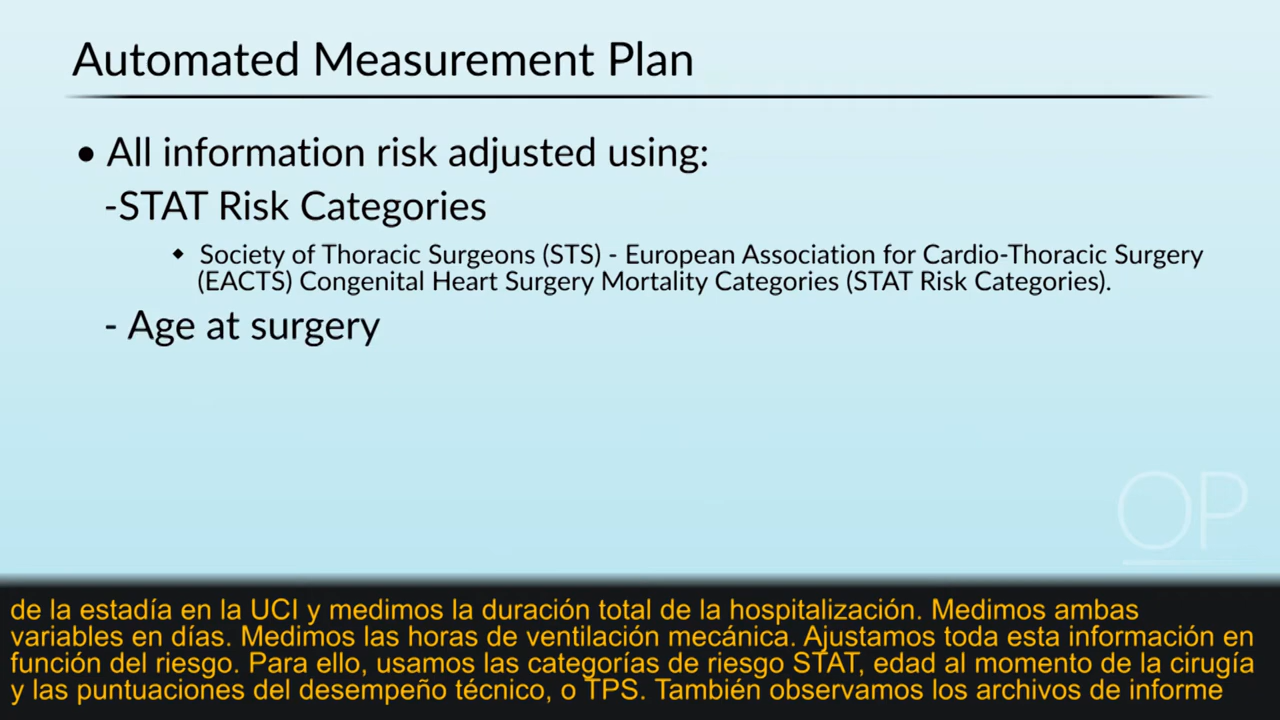 Automated Measurement Plan
• All information risk adjusted using:
-STAT Risk Categories
◆ Society of Thoracic Surgeons (STS) - European Association for Cardio-Thoracic Surgery
(EACTS) Congenital Heart Surgery Mortality Categories (STAT Risk Categories).
- Age at surgery
OP
de la estadía en la UCI y medimos la duración total de la hospitalización. Medimos ambas
variables en días. Medimos las horas de ventilación mecánica. Ajustamos toda esta información en
función del riesgo. Para ello, usamos las categorías de riesgo STAT, edad al momento de la cirugía
y las puntuaciones del desempeño técnico, o TPS. También observamos los archivos de informe